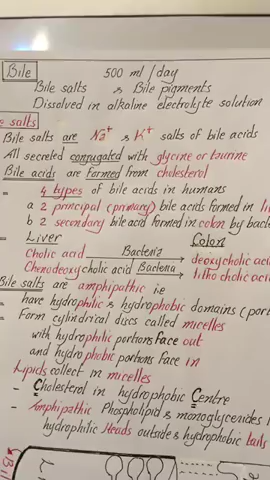 Bile 500 ml/day
Bile salts & Bile pigments
Dissolved in alkaline electrolyte solution
salts
Bile salts are Na+ & K+ salts of bile acids
All secreted conjugated with glycine or taurine
Bile acids are formed from cholesterol
= 4 types of bile acids in humans
a 2 principal (primary) bile acids formed in
b 2 secondary bile acid formed in colon by
Liver Colon
Cholic acid Bacteria deoxycholic
Chenodeoxycholic acid Bacteria litho cholic
Bile salts are amphipathic ie
= have hydrophilic & hydrophobic domains
- Form cylindrical discs called micelles
with hydrophilic portions face out
and hydrophobic portions face in
Lipids collect in micelles
Cholesterol in hydrophobic Centre
- Amphipathic Phospholipid & monoglycerides
hydrophilic Heads outside & hydrophobic tails